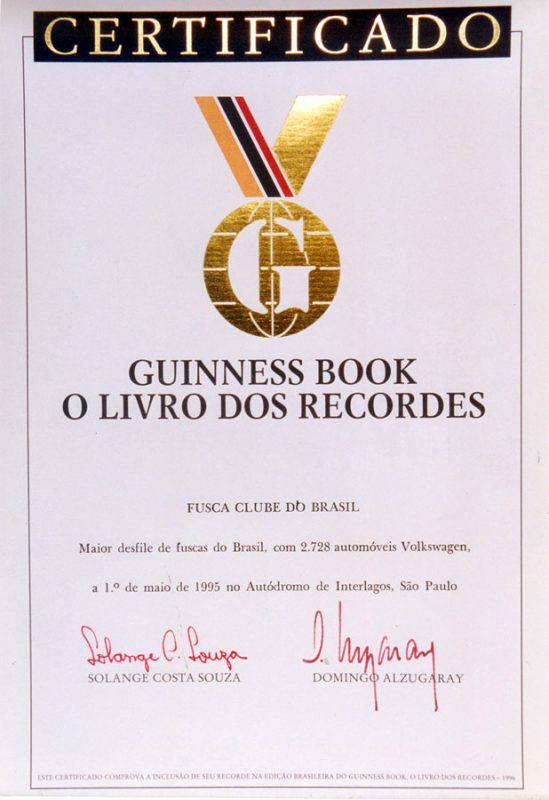 CERTIFICADO
G
GUINNESS BOOK
O LIVRO DOS RECORDES
FUSCA CLUBE DO BRASIL
Maior desfile de fuscas do Brasil, com 2.728 automóveis Volkswagen,
a 1.º de maio de 1995 no Autódromo de Interlagos, São Paulo
Solange C. Souza
SOLANGE COSTA SOUZA
DOMINGO ALZUGARAY
ESTE CERTIFICADO COMPROVA A INCLUSÃO DE SEU RECORDE NA EDIÇÃO BRASILEIRA DO GUINNESS BOOK, O LIVRO DOS RECORDES – 1996